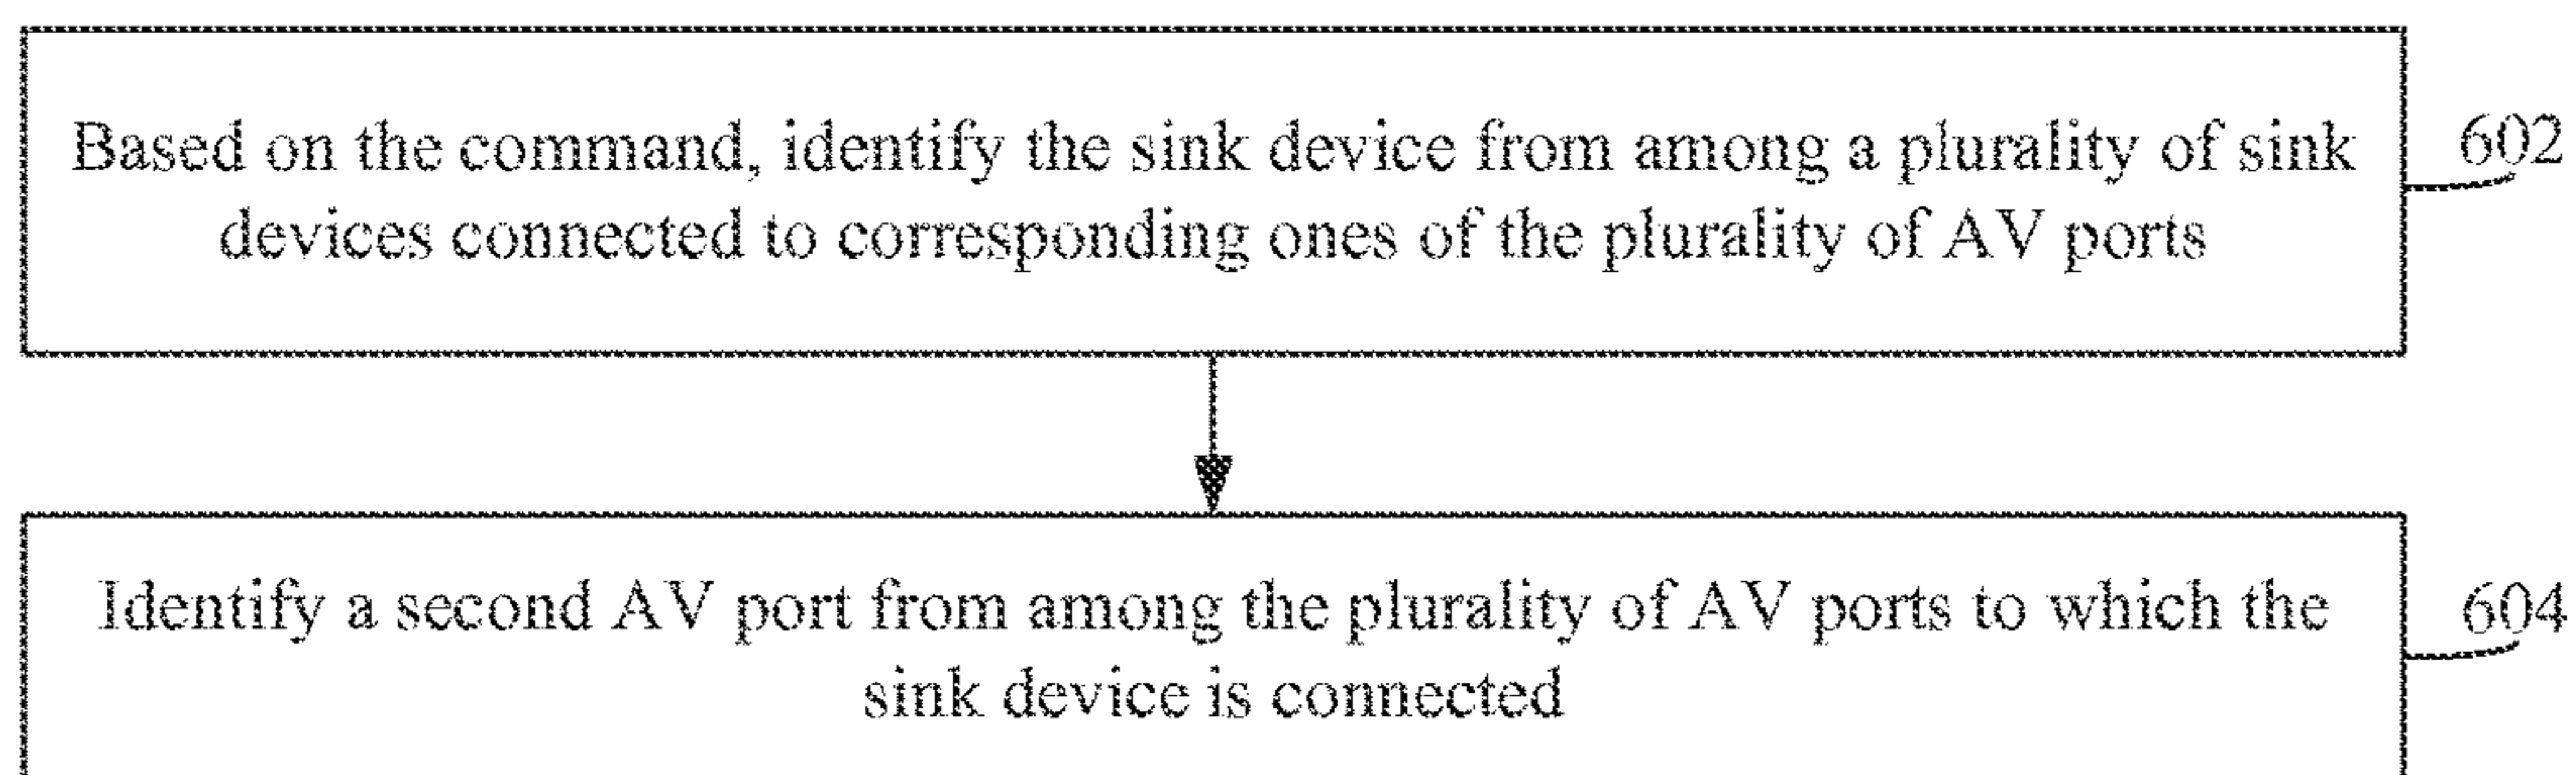 Based on the command, identify the sink device from among a plurality of sink
devices connected to corresponding ones of the plurality of AV ports
602
Identify a second AV port from among the plurality of AV ports to which the
sink device is connected
604